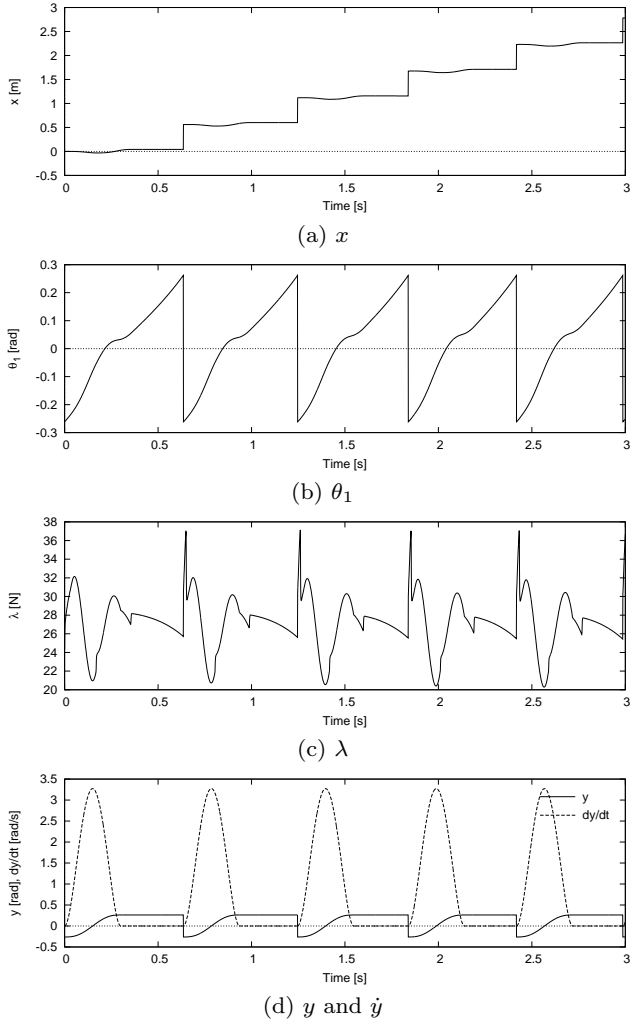 3
2.5
2
1.5
1
0.5
0
-0.5
x [m]
0 0.5 1 1.5 2 2.5 3
Time [s]
(a) x
0.3
0.2
0.1
0
-0.1
-0.2
-0.3
θ1 [rad]
0 0.5 1 1.5 2 2.5 3
Time [s]
(b) θ1
38
36
34
32
30
28
26
24
22
20
λ [N]
0 0.5 1 1.5 2 2.5 3
Time [s]
(c) λ
3.5
3
2.5
2
1.5
1
0.5
0
-0.5
y [rad], dy/dt [rad/s]
y
dy/dt
0 0.5 1 1.5 2 2.5 3
Time [s]
(d) y and ẏ